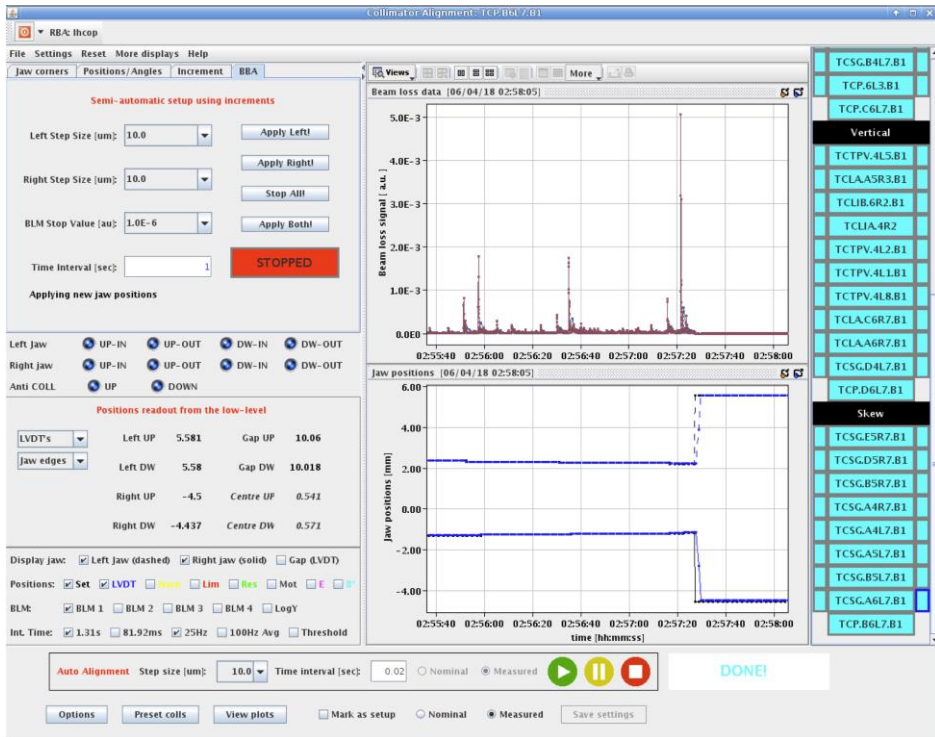 Collimator Alignment: TCP.B6L7.B1
RBA: lhcop
File Settings Reset More displays Help
Jaw corners Positions/Angles Increment BBA
Semi-automatic setup using increments
Left Step Size [um]: 10.0 Apply Left!
Apply Right!
Right Step Size [um]: 10.0
Stop All!
BLM Stop Value [au]: 1.0E-6 Apply Both!
Time Interval [sec]: 1 STOPPED
Applying new jaw positions
Left Jaw UP-IN UP-OUT DW-IN DW-OUT
Right jaw UP-IN UP-OUT DW-IN DW-OUT
Anti COLL UP DOWN
Positions readout from the low-level
LVDT's Left UP 5.581 Gap UP 10.06
Jaw edges Left DW 5.58 Gap DW 10.018
Right UP -4.5 Centre UP 0.541
Right DW -4.437 Centre DW 0.571
Display jaw: Left Jaw (dashed) Right jaw (solid) Gap (LVDT)
Positions: Set LVDT Lim Res Mot E
BLM: BLM 1 BLM 2 BLM 3 BLM 4 LogY
Int. Time: 1.31s 81.92ms 25Hz 100Hz Avg Threshold
Views More
Beam loss data [06/04/18 02:58:05]
Beam loss signal [ a.u. ]
5.0E-3
4.0E-3
3.0E-3
2.0E-3
1.0E-3
0.0E0
02:55:40 02:56:00 02:56:20 02:56:40 02:57:00 02:57:20 02:57:40 02:58:00
Jaw positions [06/04/18 02:58:05]
Jaw positions [mm]
6.00
4.00
2.00
0.00
-2.00
-4.00
02:55:40 02:56:00 02:56:20 02:56:40 02:57:00 02:57:20 02:57:40 02:58:00
time [hh:mm:ss]
TCSG.B4L7.B1
TCP.6L3.B1
TCP.C6L7.B1
Vertical
TCTPV.4L5.B1
TCLA.A5R3.B1
TCLIB.6R2.B1
TCLIA.4R2
TCTPV.4L2.B1
TCTPV.4L1.B1
TCTPV.4L8.B1
TCLA.C6R7.B1
TCLA.A6R7.B1
TCSG.D4L7.B1
TCP.D6L7.B1
Skew
TCSG.E5R7.B1
TCSG.D5R7.B1
TCSG.B5R7.B1
TCSG.A4R7.B1
TCSG.A4L7.B1
TCSG.A5L7.B1
TCSG.B5L7.B1
TCSG.A6L7.B1
TCP.B6L7.B1
Auto Alignment Step size [um]: 10.0 Time interval [sec]: 0.02 Nominal Measured DONE!
Options Preset colls View plots Mark as setup Nominal Measured Save settings